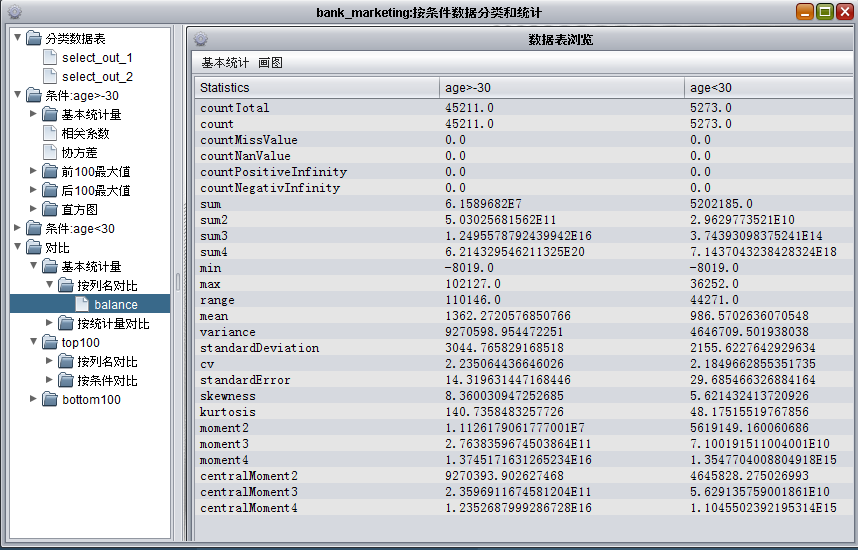 bank_marketing:按条件数据分类和统计
分类数据表
select_out_1
select_out_2
条件:age>-30
基本统计量
相关系数
协方差
前100最大值
后100最大值
直方图
条件:age<30
对比
基本统计量
按列名对比
balance
按统计量对比
top100
按列名对比
按条件对比
bottom100
数据表浏览
基本统计 画图
Statistics age>-30 age<30
countTotal 45211.0 5273.0
count 45211.0 5273.0
countMissValue 0.0 0.0
countNanValue 0.0 0.0
countPositiveInfinity 0.0 0.0
countNegativInfinity 0.0 0.0
sum 6.1589682E7 5202185.0
sum2 5.03025681562E11 2.9629773521E10
sum3 1.2495578792439942E16 3.74393098375241E14
sum4 6.214329546211325E20 7.1437043238428324E18
min -8019.0 -8019.0
max 102127.0 36252.0
range 110146.0 44271.0
mean 1362.2720576850766 986.5702636070548
variance 9270598.954472251 4646709.501938038
standardDeviation 3044.765829168518 2155.6227642929634
cv 2.235064436646026 2.1849662855351735
standardError 14.319631447168446 29.685466326884164
skewness 8.360030947252685 5.621432413720926
kurtosis 140.7358483257726 48.17515519767856
moment2 1.1126179061777001E7 5619149.160060686
moment3 2.7638359674503864E11 7.100191511004001E10
moment4 1.3745171631265234E16 1.3547704008804918E15
centralMoment2 9270393.902627468 4645828.275026993
centralMoment3 2.3596911674581204E11 5.629135759001861E10
centralMoment4 1.2352687999286728E16 1.1045502392195314E15